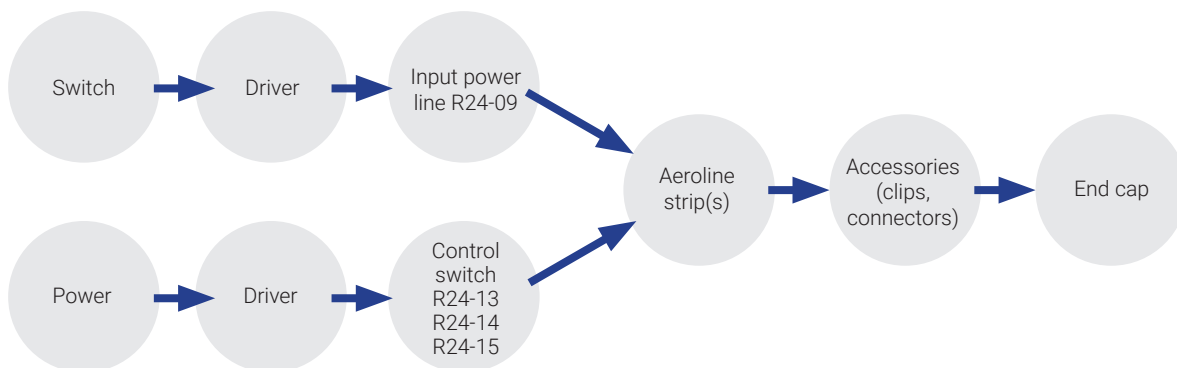 Switch
Driver
Input power
line R24-09
Aeroline
strip(s)
Accessories
(clips,
connectors)
End cap
Power
Driver
Control
switch
R24-13
R24-14
R24-15